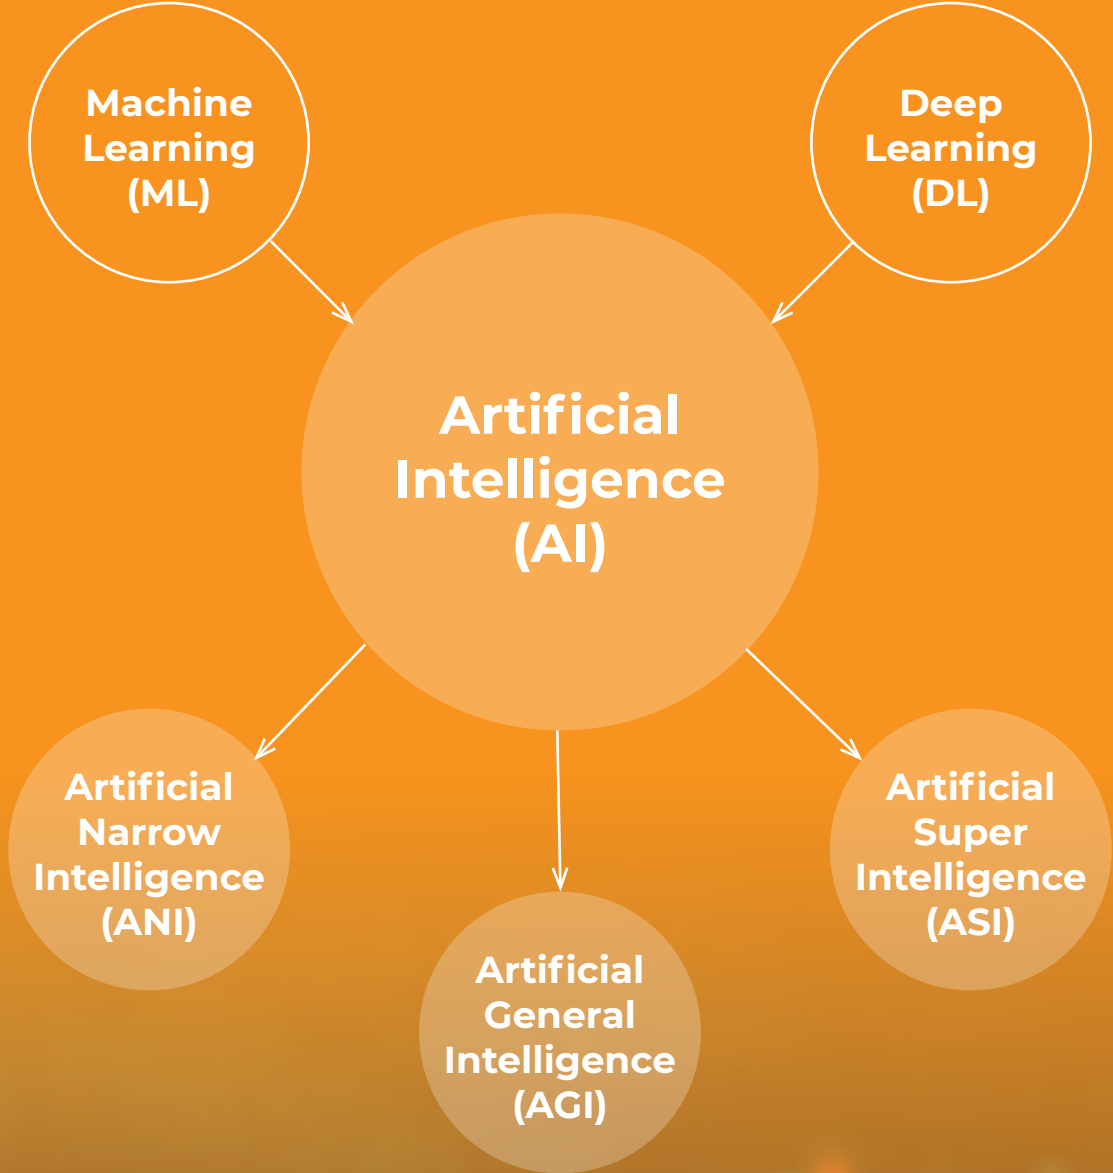 Machine
Learning
(ML)
Deep
Learning
(DL)
Artificial
Intelligence
(AI)
Artificial
Narrow
Intelligence
(ANI)
Artificial
General
Intelligence
(AGI)
Artificial
Super
Intelligence
(ASI)